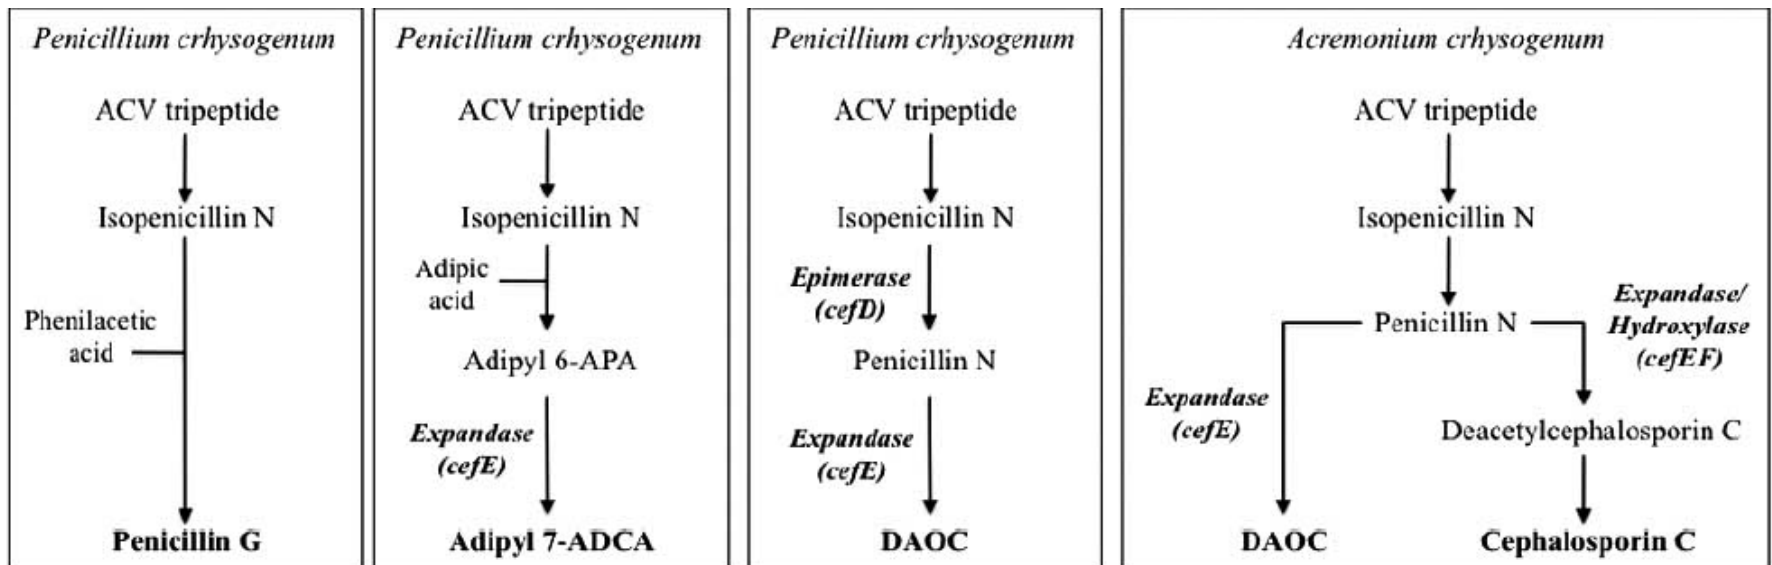 Penicillium crhysogenum
ACV tripeptide
Isopenicillin N
Phenilacetic
acid
Penicillin G
Penicillium crhysogenum
ACV tripeptide
Isopenicillin N
Adipic
acid
Adipyl 6-APA
Expandase
(cefE)
Adipyl 7-ADCA
Penicillium crhysogenum
ACV tripeptide
Isopenicillin N
Epimerase
(cefD)
Penicillin N
Expandase
(cefE)
DAOC
Acremonium crhysogenum
ACV tripeptide
Isopenicillin N
Penicillin N
Expandase/
Hydroxylase
(cefEF)
Expandase
(cefE)
Deacetylcephalosporin C
DAOC
Cephalosporin C